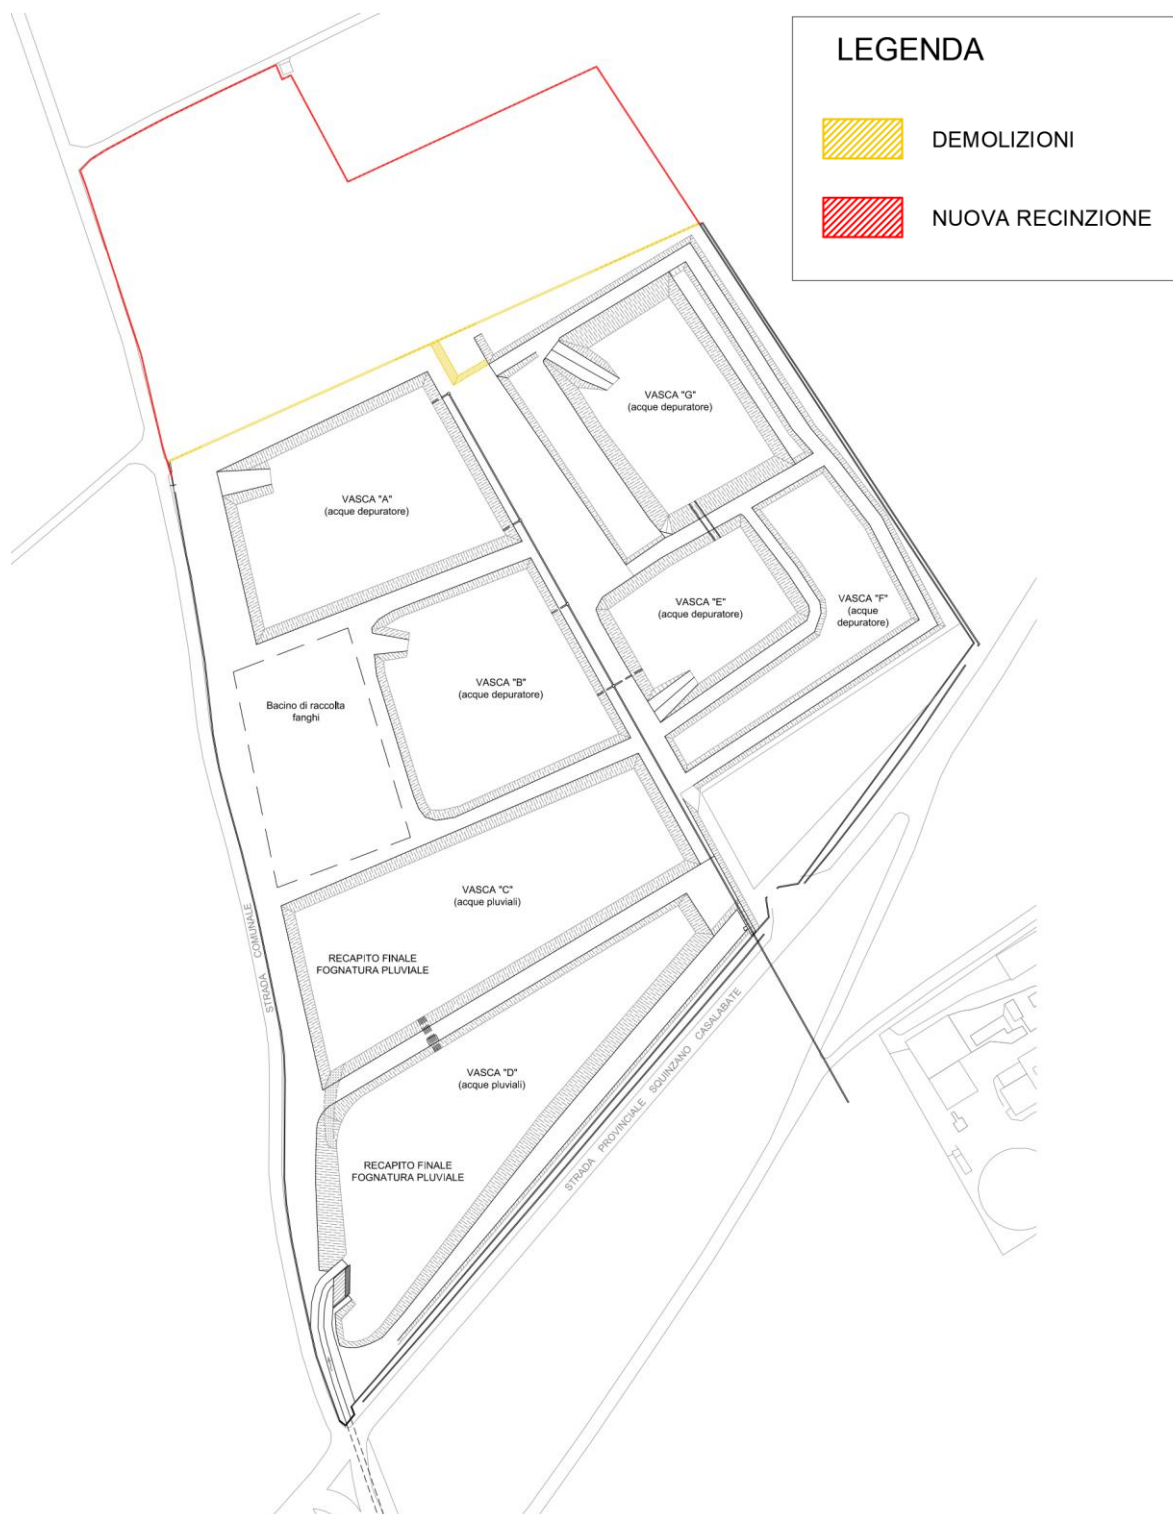 LEGENDA
DEMOLIZIONI
NUOVA RECINZIONE
VASCA "G"
(acque depuratore)
VASCA "A"
(acque depuratore)
VASCA "E"
(acque depuratore)
VASCA "F"
(acque
depuratore)
VASCA "B"
(acque depuratore)
Bacino di raccolta
fanghi
VASCA "C"
(acque pluviali)
RECAPITO FINALE
FOGNATURA PLUVIALE
STRADA COMUNALE
VASCA "D"
(acque pluviali)
RECAPITO FINALE
FOGNATURA PLUVIALE
STRADA PROVINCIALE SQUINZANO CASALABATE